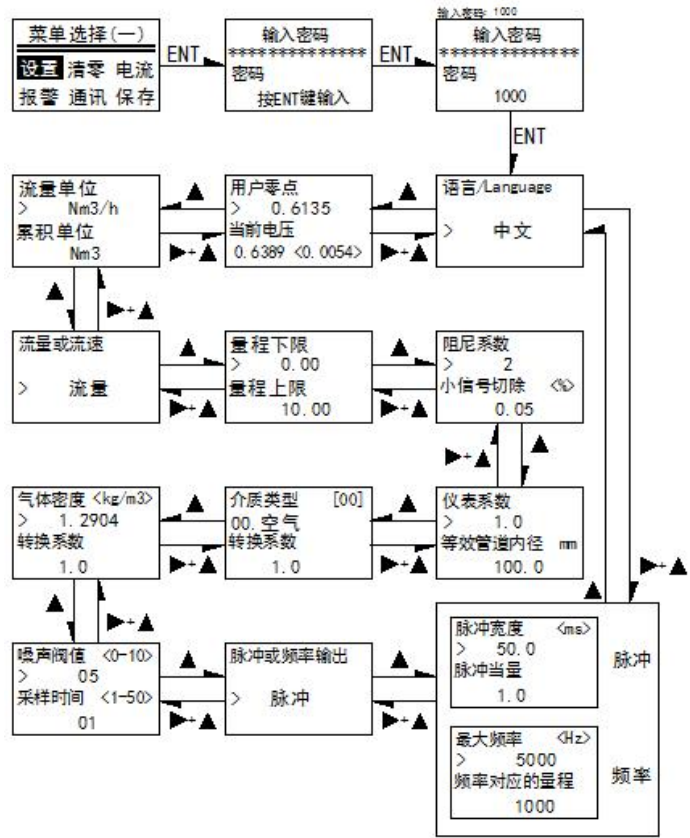 输入密码: 1000
菜单选择(一)
设置 清零 电流
报警 通讯 保存
ENT
输入密码
**************
密码
按ENT键输入
ENT
输入密码
**************
密码
1000
ENT
流量单位
> Nm3/h
累积单位
Nm3
▲
▶+▲
用户零点
> 0.6135
当前电压
0.6389 <0.0054>
▲
▶+▲
语言/Language
> 中文
▲
▶+▲
流量或流速
> 流量
▲
▶+▲
量程下限
> 0.00
量程上限
10.00
▲
▶+▲
阻尼系数
> 2
小信号切除 <%>
0.05
▶+▲
▲
气体密度 <kg/m3>
> 1.2904
转换系数
1.0
▲
▶+▲
介质类型 [00]
00.空气
转换系数
1.0
▲
▶+▲
仪表系数
> 1.0
等效管道内径 mm
100.0
▲
▶+▲
▲
▶+▲
噪声阀值 <0-10>
> 05
采样时间 <1-50>
01
▲
▶+▲
脉冲或频率输出
> 脉冲
▲
▶+▲
脉冲宽度 <ms>
> 50.0
脉冲当量
1.0
脉冲
最大频率 <Hz>
> 5000
频率对应的量程
1000
频率